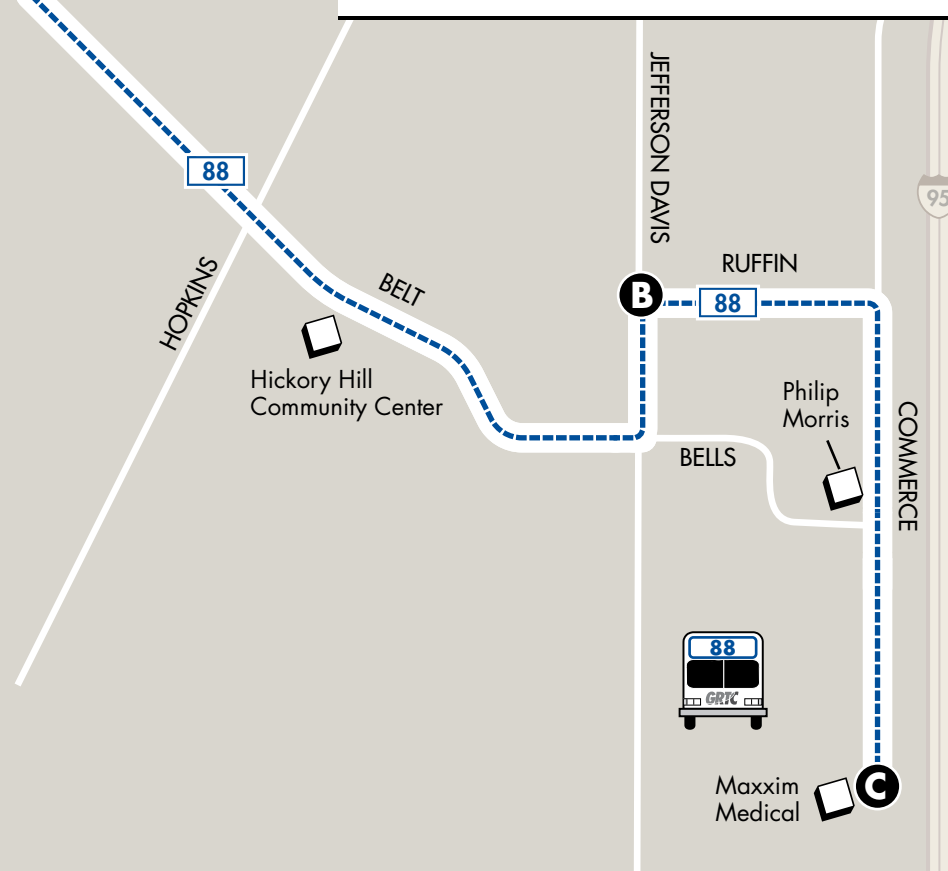 JEFFERSON DAVIS
88
95
HOPKINS
BELT
RUFFIN
B
88
Hickory Hill
Community Center
Philip
Morris
COMMERCE
BELLS
88
GRTC
Maxxim
Medical
C